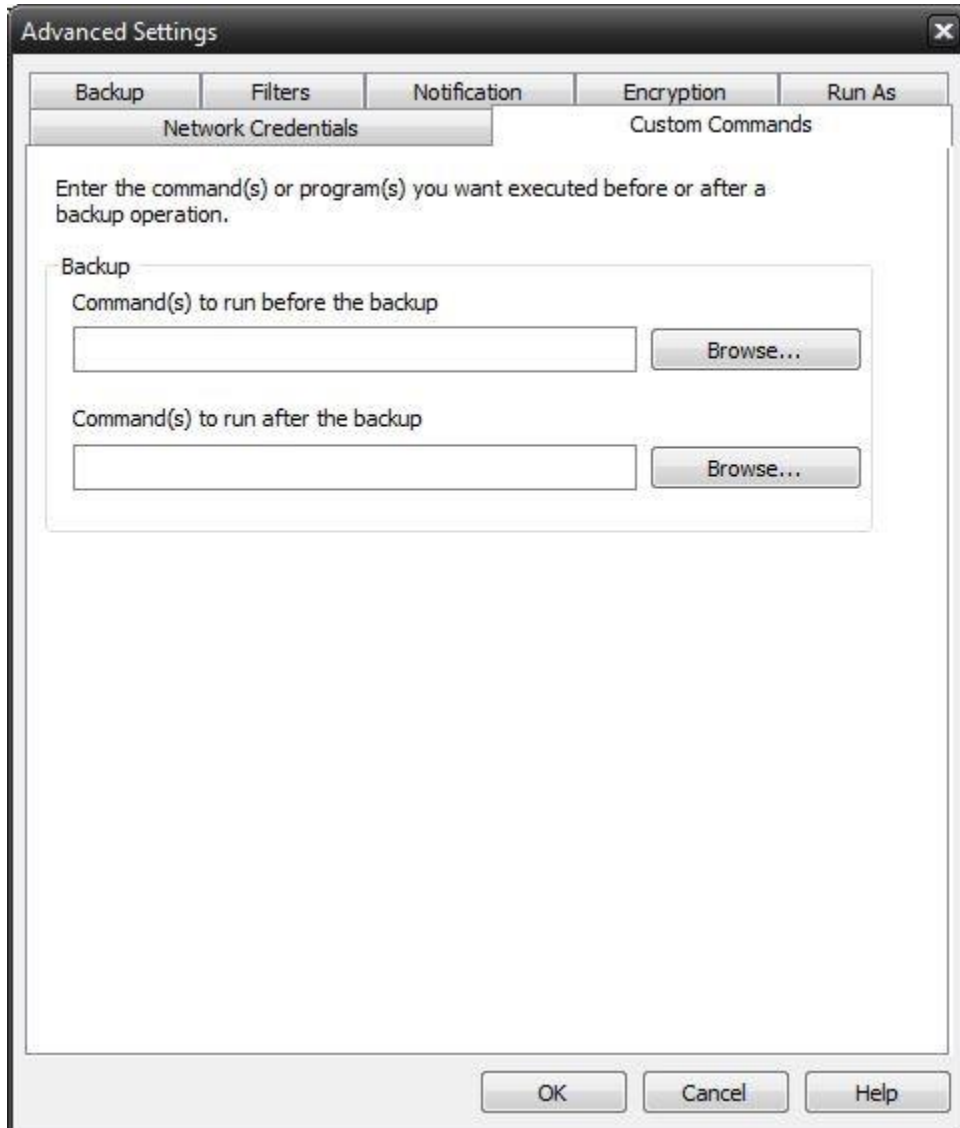 Advanced Settings
Backup
Filters
Notification
Encryption
Run As
Network Credentials
Custom Commands
Enter the command(s) or program(s) you want executed before or after a
backup operation.
Backup
Command(s) to run before the backup
Browse...
Command(s) to run after the backup
Browse...
OK
Cancel
Help